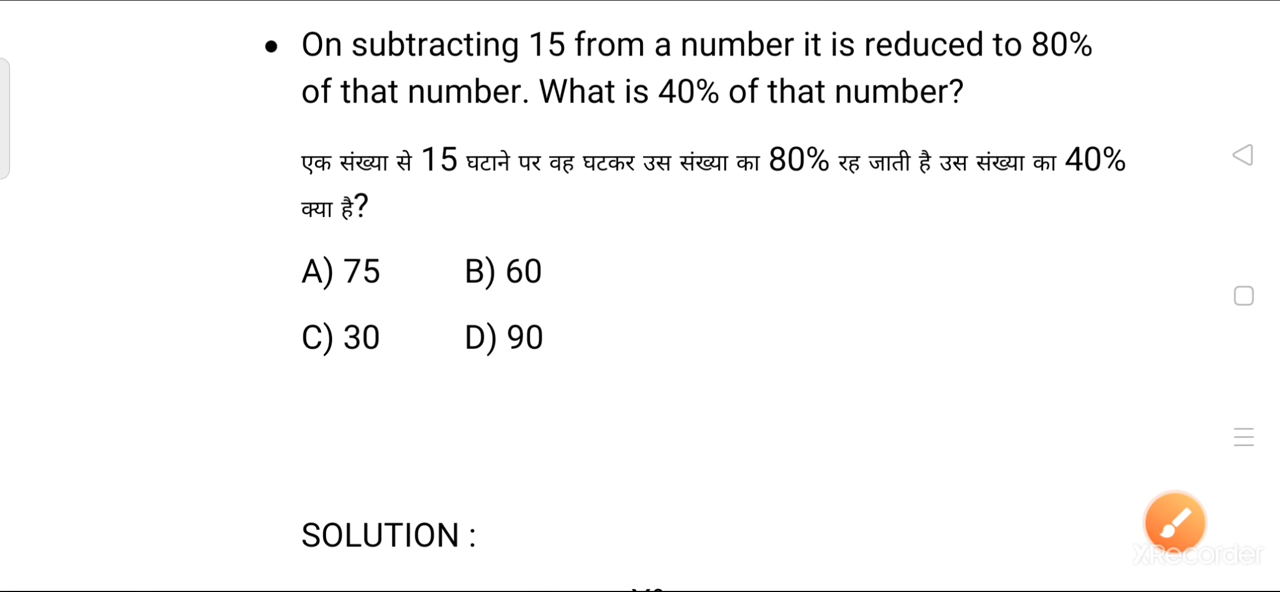 • On subtracting 15 from a number it is reduced to 80%
of that number. What is 40% of that number?
एक संख्या से 15 घटाने पर वह घटकर उस संख्या का 80% रह जाती है उस संख्या का 40%
क्या है?
A) 75 B) 60
C) 30 D) 90
SOLUTION :
XRecorder